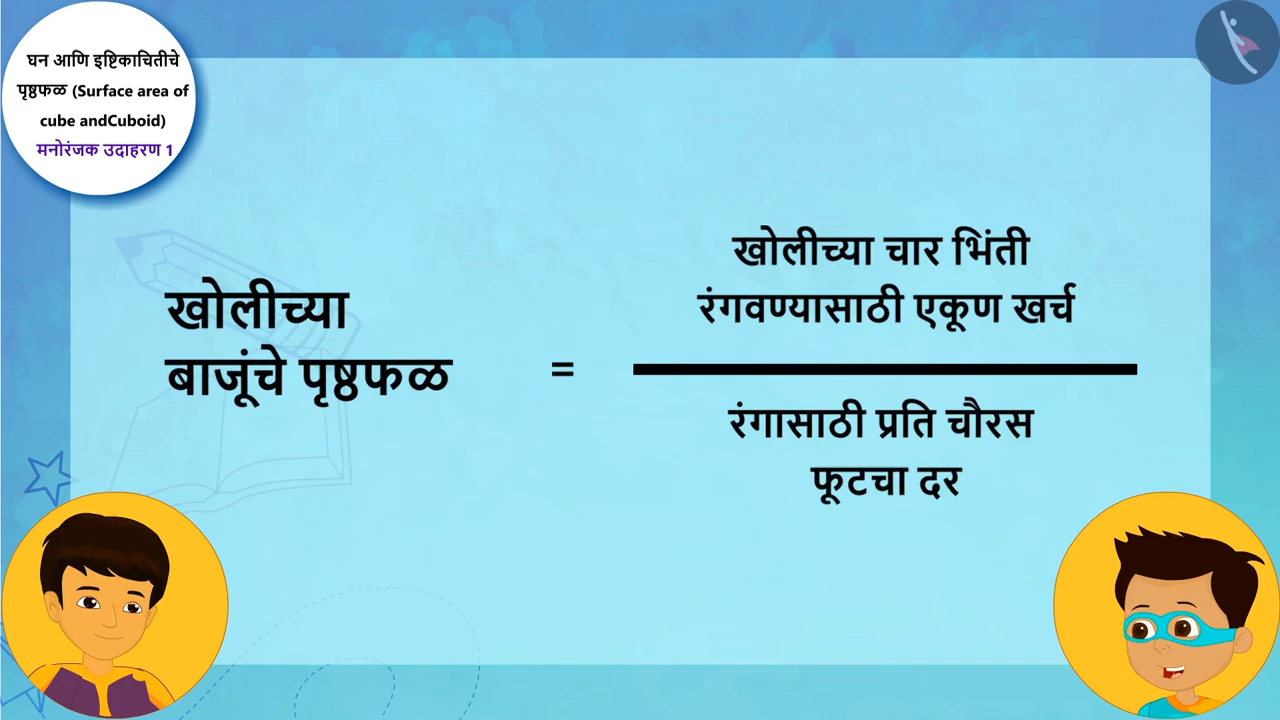 घन आणि इष्टिकाचितीचे
पृष्ठफळ (Surface area of
cube andCuboid)
मनोरंजक उदाहरण 1
खोलीच्या
बाजूंचे पृष्ठफळ
=
खोलीच्या चार भिंती
रंगवण्यासाठी एकूण खर्च
रंगासाठी प्रति चौरस
फूटचा दर